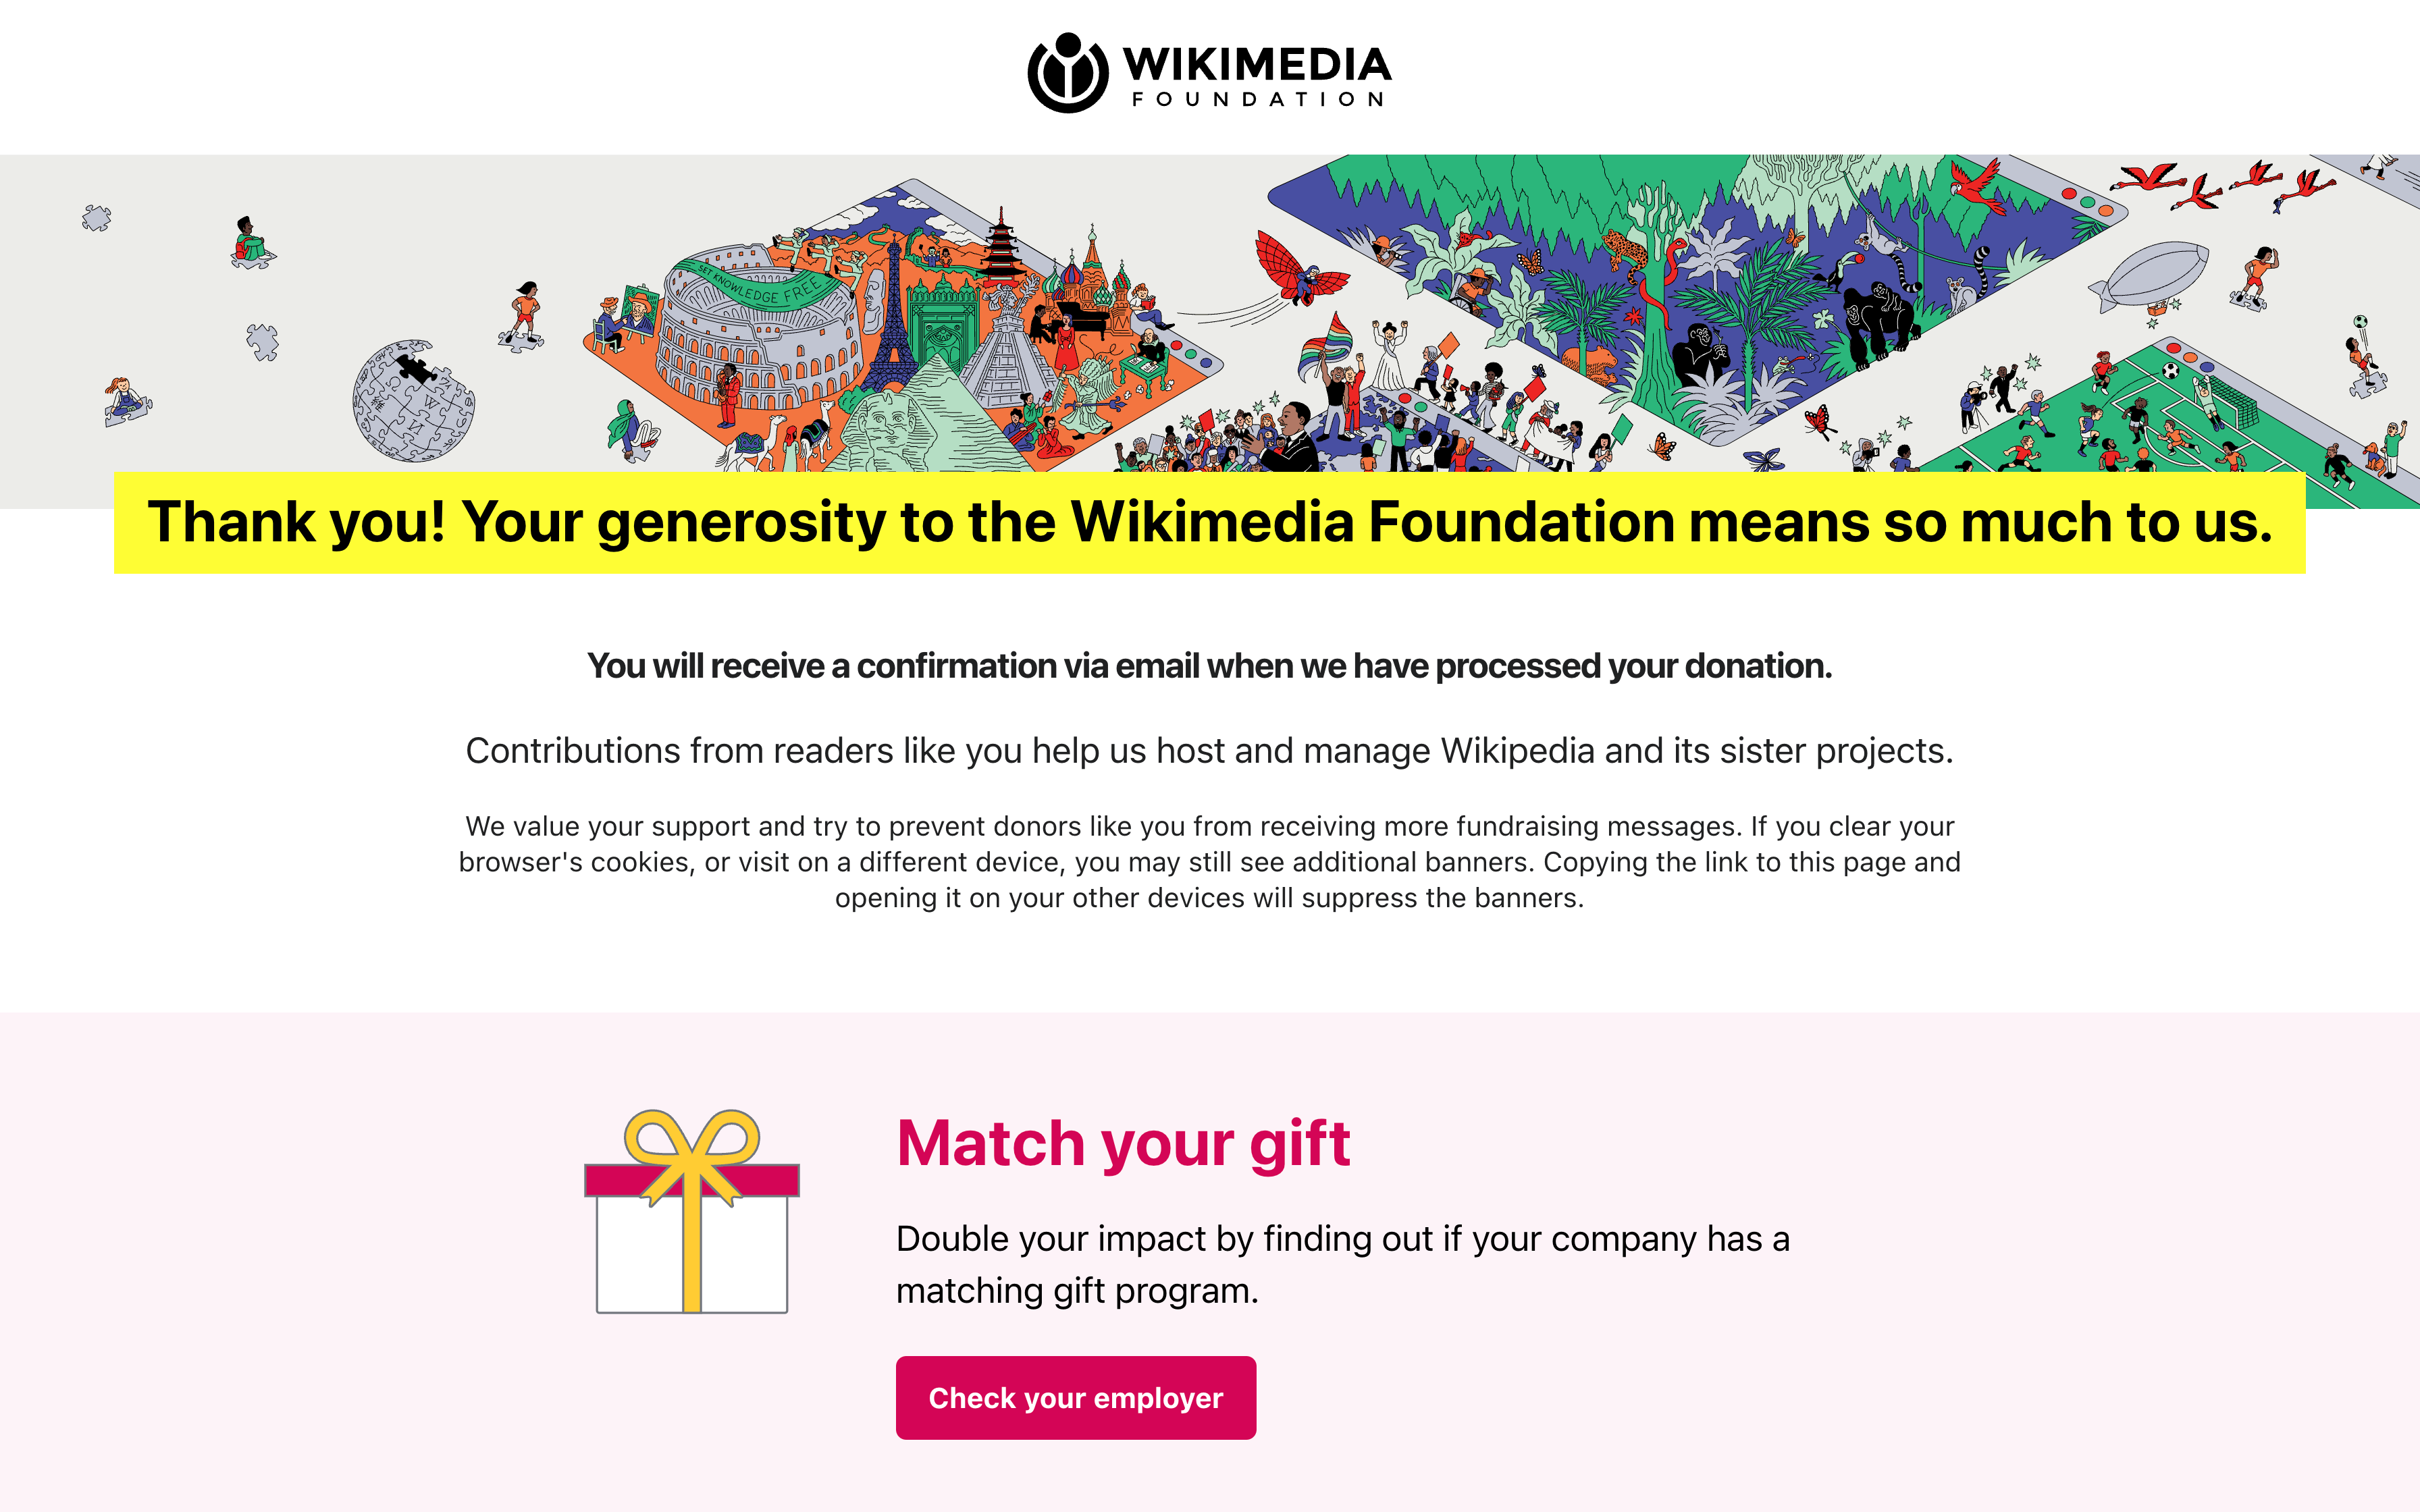 WIKIMEDIA
FOUNDATION
SET KNOWLEDGE FREE
W
Thank you! Your generosity to the Wikimedia Foundation means so much to us.
You will receive a confirmation via email when we have processed your donation.
Contributions from readers like you help us host and manage Wikipedia and its sister projects.
We value your support and try to prevent donors like you from receiving more fundraising messages. If you clear your
browser's cookies, or visit on a different device, you may still see additional banners. Copying the link to this page and
opening it on your other devices will suppress the banners.
Match your gift
Double your impact by finding out if your company has a
matching gift program.
Check your employer